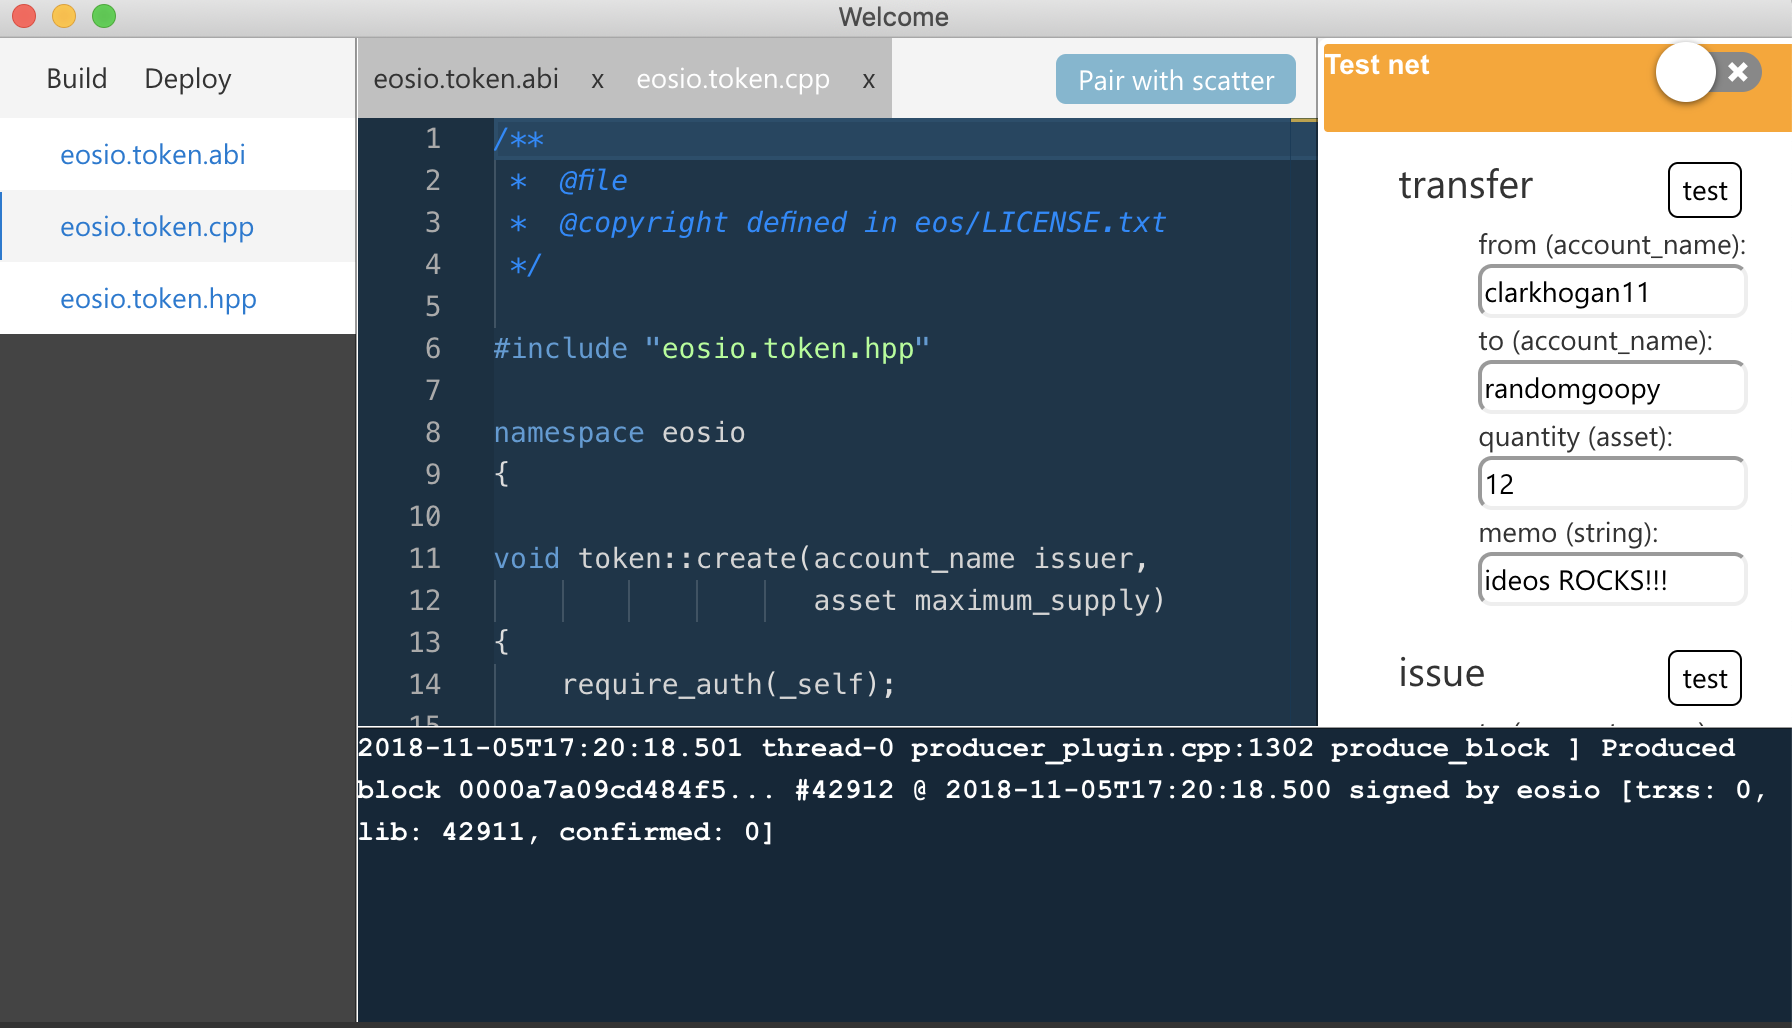 Welcome
Build Deploy
eosio.token.abi
eosio.token.cpp
eosio.token.hpp
eosio.token.abi x eosio.token.cpp x
Pair with scatter
1 /**
2 * @file
3 * @copyright defined in eos/LICENSE.txt
4 */
5
6 #include "eosio.token.hpp"
7
8 namespace eosio
9 {
10
11 void token::create(account_name issuer,
12 asset maximum_supply)
13 {
14 require_auth(_self);
15
Test net
transfer test
from (account_name):
clarkhogan11
to (account_name):
randomgoopy
quantity (asset):
12
memo (string):
ideos ROCKS!!!
issue test
2018-11-05T17:20:18.501 thread-0 producer_plugin.cpp:1302 produce_block ] Produced
block 0000a7a09cd484f5... #42912 @ 2018-11-05T17:20:18.500 signed by eosio [trxs: 0,
lib: 42911, confirmed: 0]